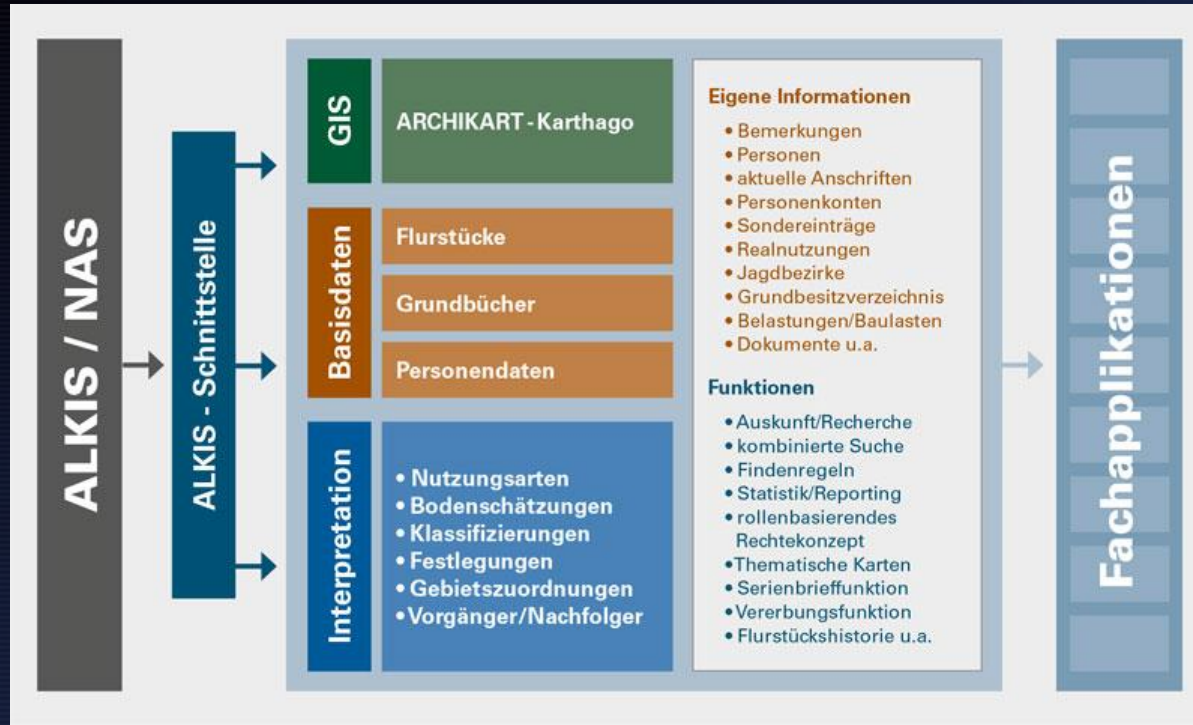 ALKIS / NAS
ALKIS - Schnittstelle
GIS
ARCHIKART - Karthago
Basisdaten
Flurstücke
Grundbücher
Personendaten
Interpretation
• Nutzungsarten
• Bodenschätzungen
• Klassifizierungen
• Festlegungen
• Gebietszuordnungen
• Vorgänger/Nachfolger
Eigene Informationen
• Bemerkungen
• Personen
• aktuelle Anschriften
• Personenkonten
• Sondereinträge
• Realnutzungen
• Jagdbezirke
• Grundbesitzverzeichnis
• Belastungen/Baulasten
• Dokumente u.a.
Funktionen
• Auskunft/Recherche
• kombinierte Suche
• Findenregeln
• Statistik/Reporting
• rollenbasierendes
Rechtekonzept
•Thematische Karten
• Serienbrieffunktion
• Vererbungsfunktion
• Flurstückshistorie u.a.
Fachapplikationen